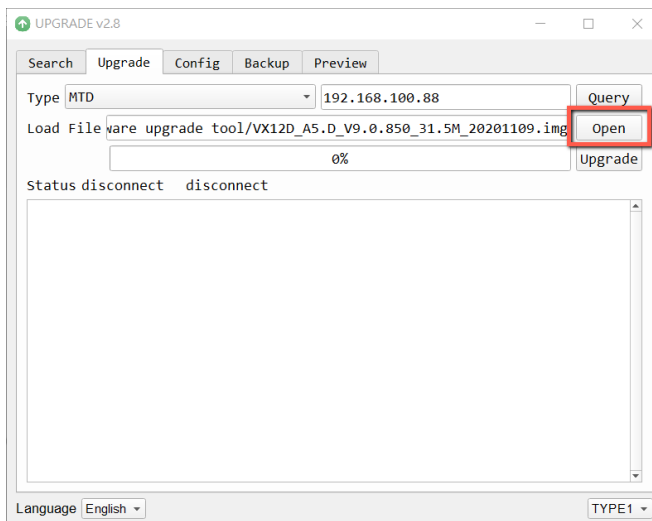 UPGRADE v2.8
Search Upgrade Config Backup Preview
Type MTD 192.168.100.88 Query
Load File ware upgrade tool/VX12D_A5.D_V9.0.850_31.5M_20201109.img Open
0% Upgrade
Status disconnect disconnect
Language English TYPE1